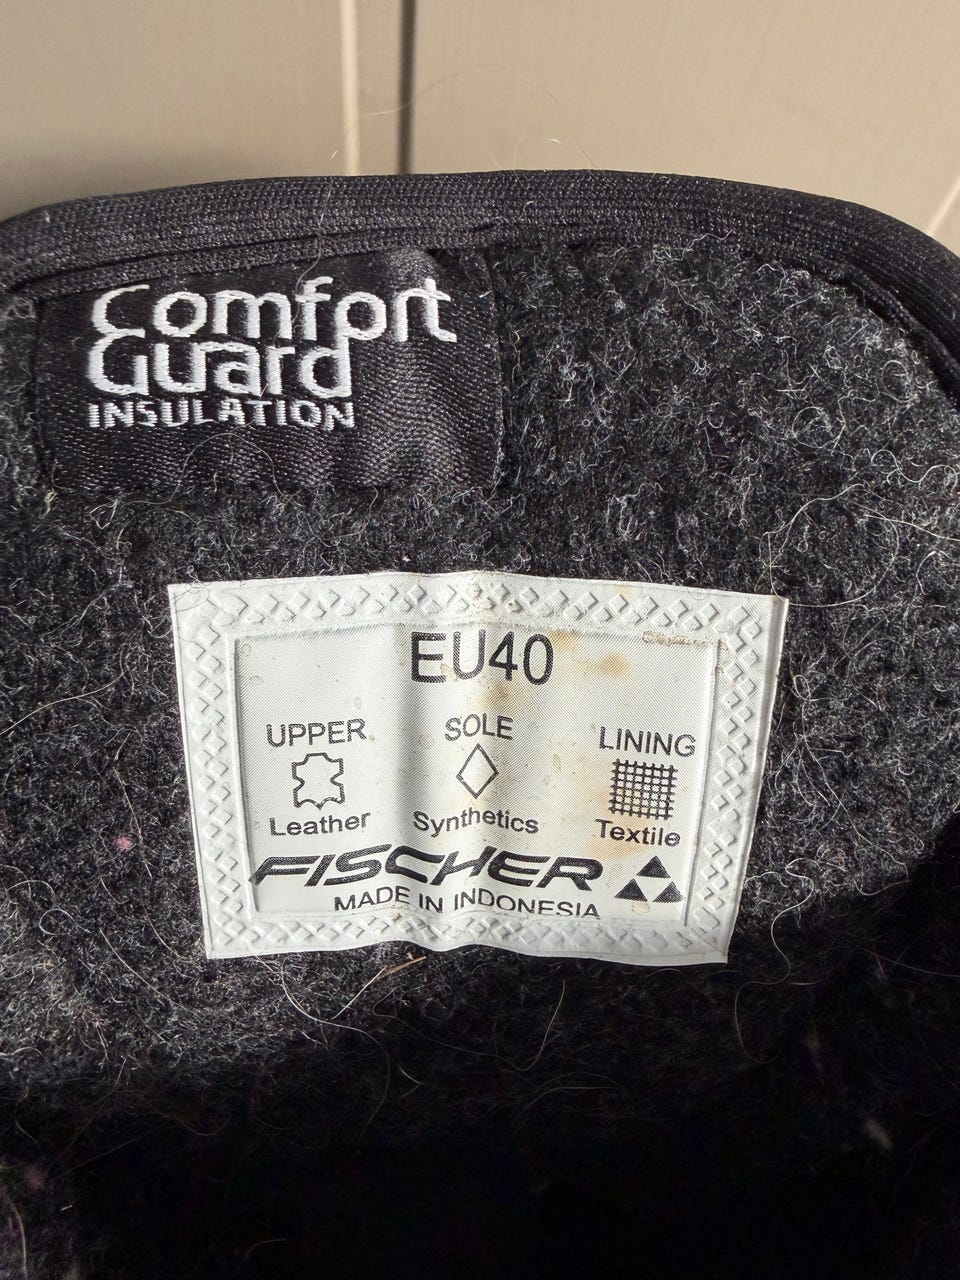 Comfort
Guard
INSULATION
EU40
UPPER SOLE LINING
Leather Synthetics Textile
FISCHER
MADE IN INDONESIA